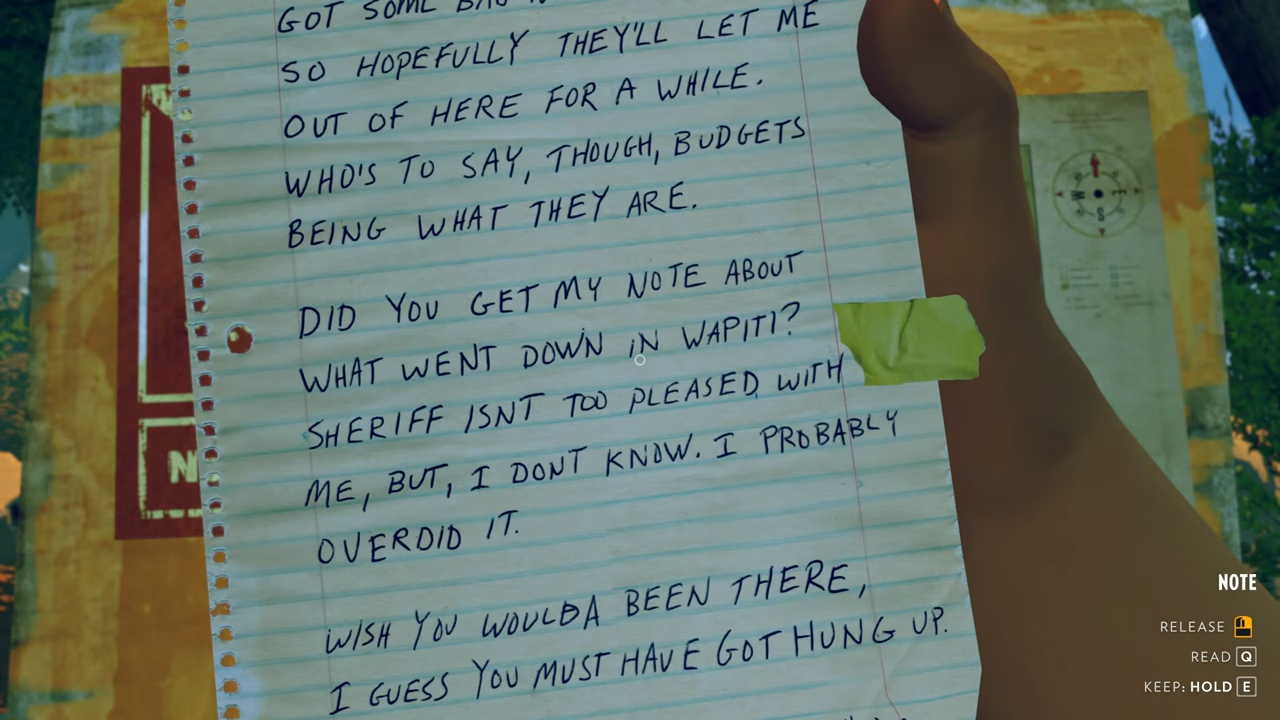 GOT SOME BAD
SO HOPEFULLY THEY'LL LET ME
OUT OF HERE FOR A WHILE.
WHO'S TO SAY, THOUGH, BUDGETS
BEING WHAT THEY ARE.
DID YOU GET MY NOTE ABOUT
WHAT WENT DOWN IN WAPITI?
SHERIFF ISNT TOO PLEASED WITH
ME, BUT, I DONT KNOW. I PROBABLY
OVERDID IT.
WISH YOU WOULDA BEEN THERE,
I GUESS YOU MUST HAVE GOT HUNG UP.
N
S
NOTE
RELEASE
READ Q
KEEP: HOLD E